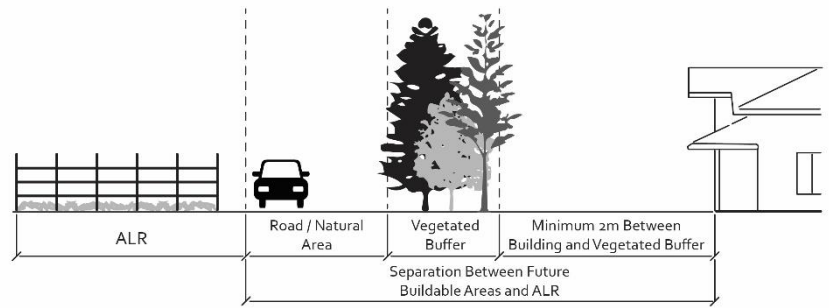 ALR
Road / Natural
Area
Vegetated
Buffer
Minimum 2m Between
Building and Vegetated Buffer
Separation Between Future
Buildable Areas and ALR